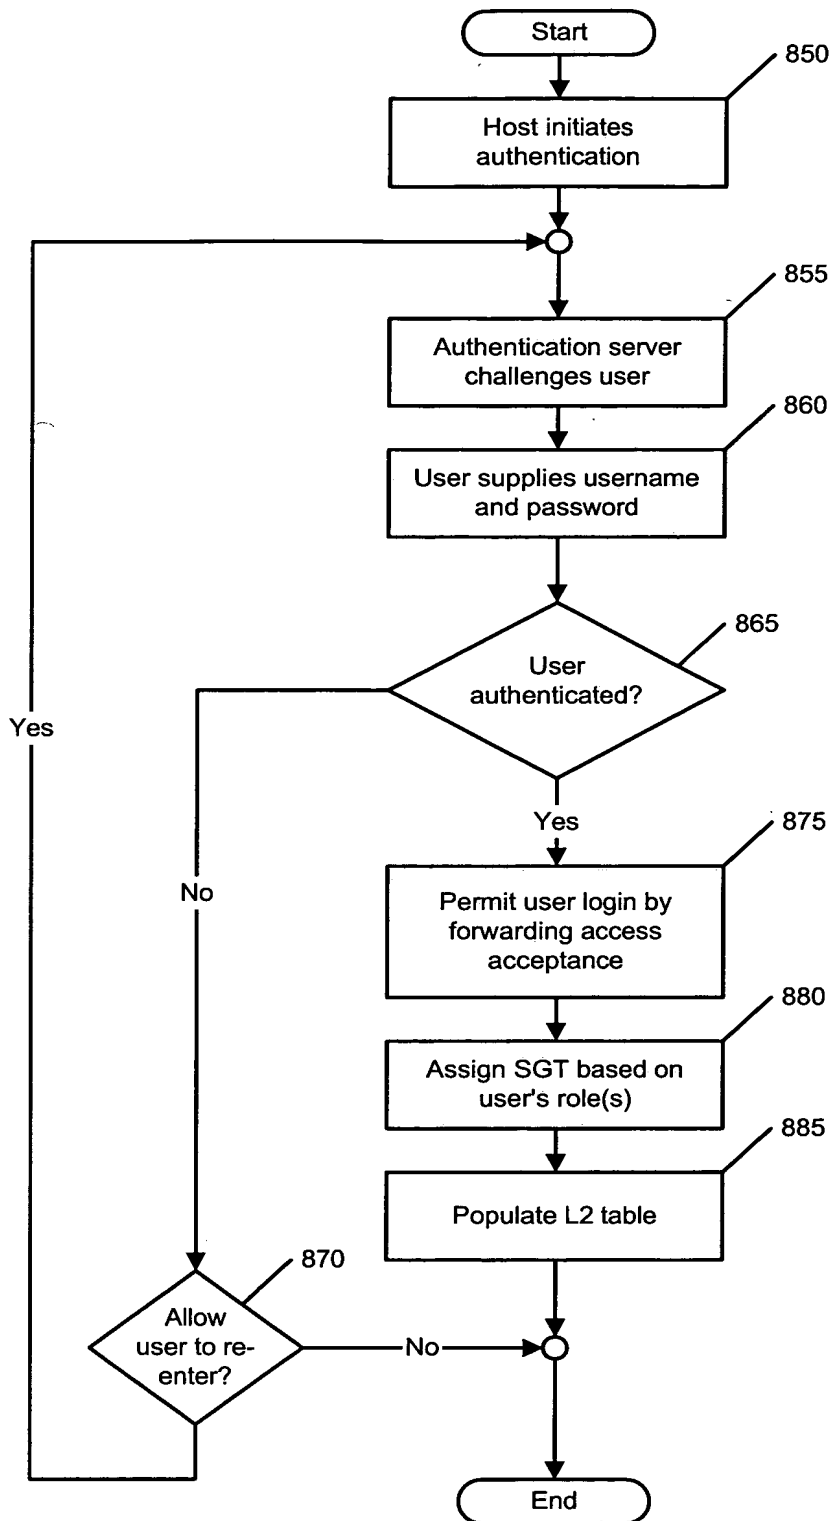 Start
850
Host initiates
authentication
855
Authentication server
challenges user
860
User supplies username
and password
865
User
authenticated?
Yes
Yes
875
No
Permit user login by
forwarding access
acceptance
880
Assign SGT based on
user's role(s)
885
Populate L2 table
870
Allow
user to re-
enter?
No
End